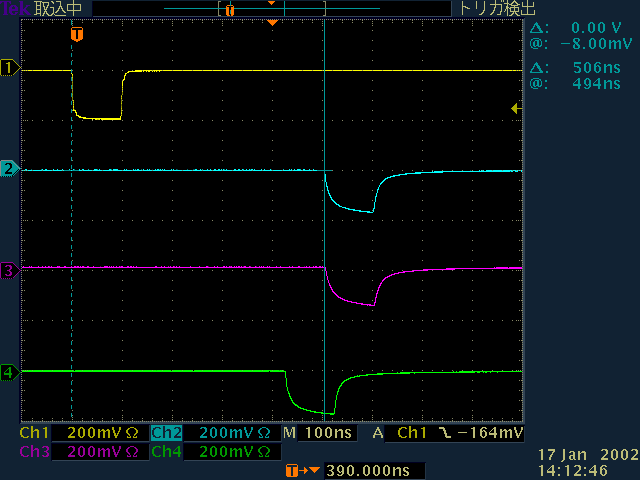 Tek 取込中 トリガ検出
T
T
Δ: 0.00 V
@: −8.00mV
Δ: 506ns
@: 494ns
1
2
3
4
Ch1 200mV Ω Ch2 200mV Ω M 100ns A Ch1 −164mV
Ch3 200mV Ω Ch4 200mV Ω
T 390.000ns
17 Jan 2002
14:12:46